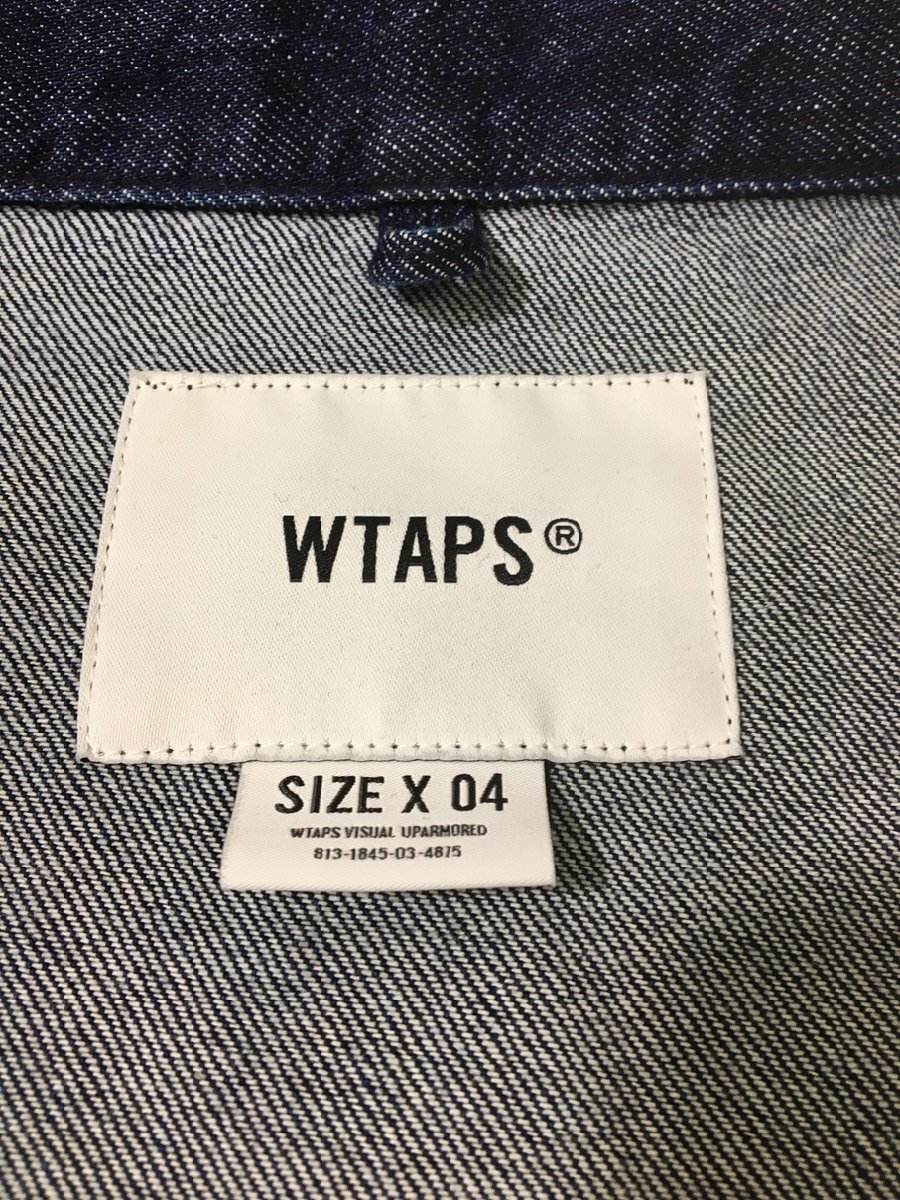 WTAPS®
SIZE X 04
WTAPS VISUAL UPARMORED
813-1845-03-4815